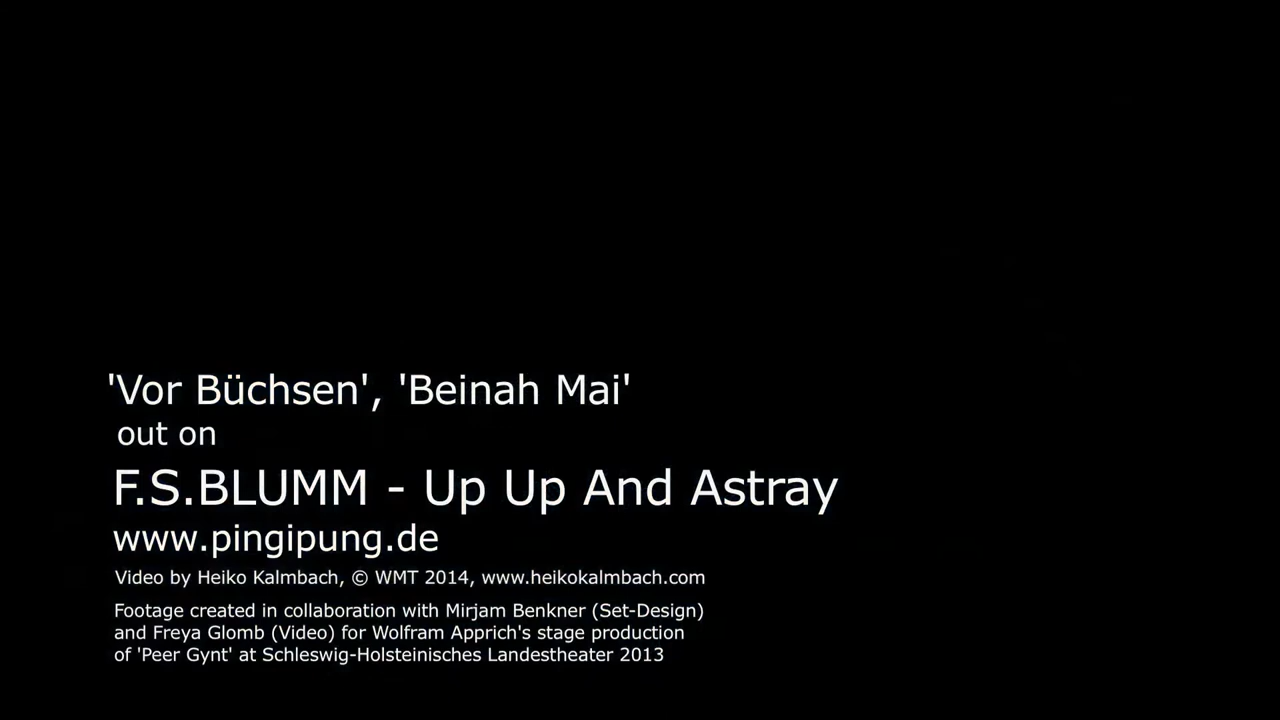 'Vor Büchsen', 'Beinah Mai'
out on
F.S.BLUMM - Up Up And Astray
www.pingipung.de
Video by Heiko Kalmbach, © WMT 2014, www.heikokalmbach.com
Footage created in collaboration with Mirjam Benkner (Set-Design)
and Freya Glomb (Video) for Wolfram Apprich's stage production
of 'Peer Gynt' at Schleswig-Holsteinisches Landestheater 2013